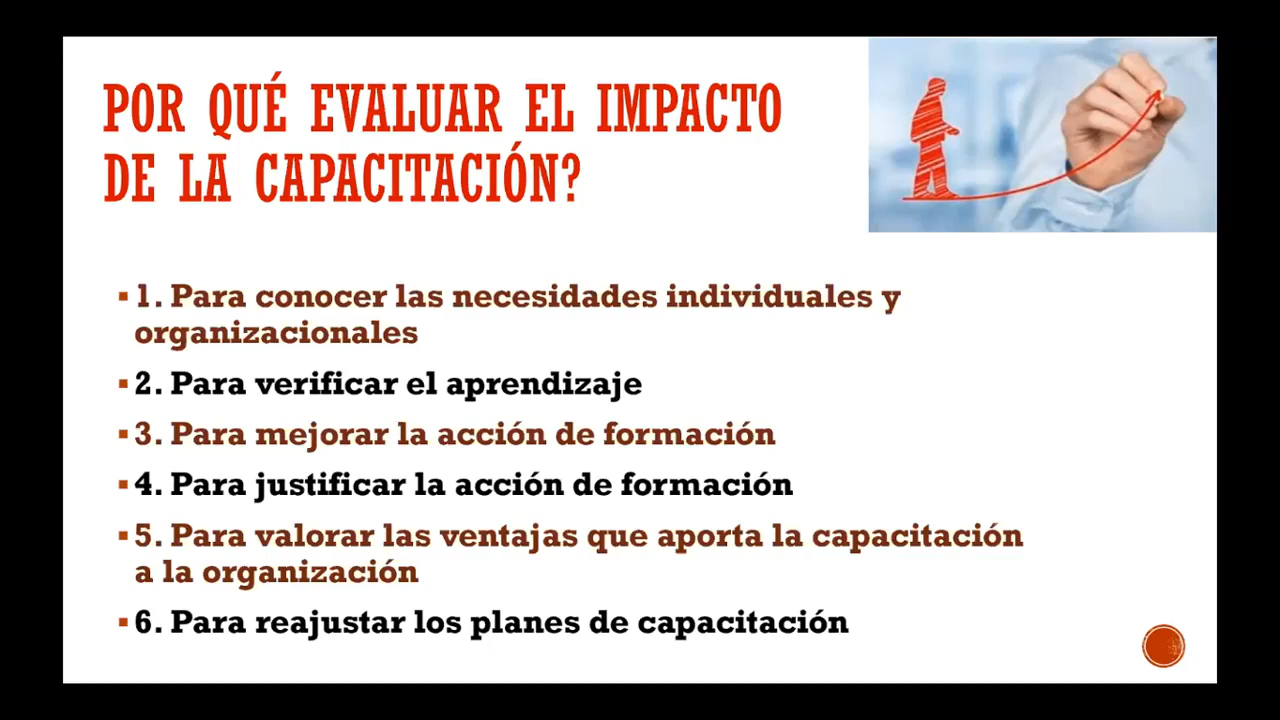 POR QUÉ EVALUAR EL IMPACTO
DE LA CAPACITACIÓN?
▪ 1. Para conocer las necesidades individuales y
organizacionales
▪ 2. Para verificar el aprendizaje
▪ 3. Para mejorar la acción de formación
▪ 4. Para justificar la acción de formación
▪ 5. Para valorar las ventajas que aporta la capacitación
a la organización
▪ 6. Para reajustar los planes de capacitación